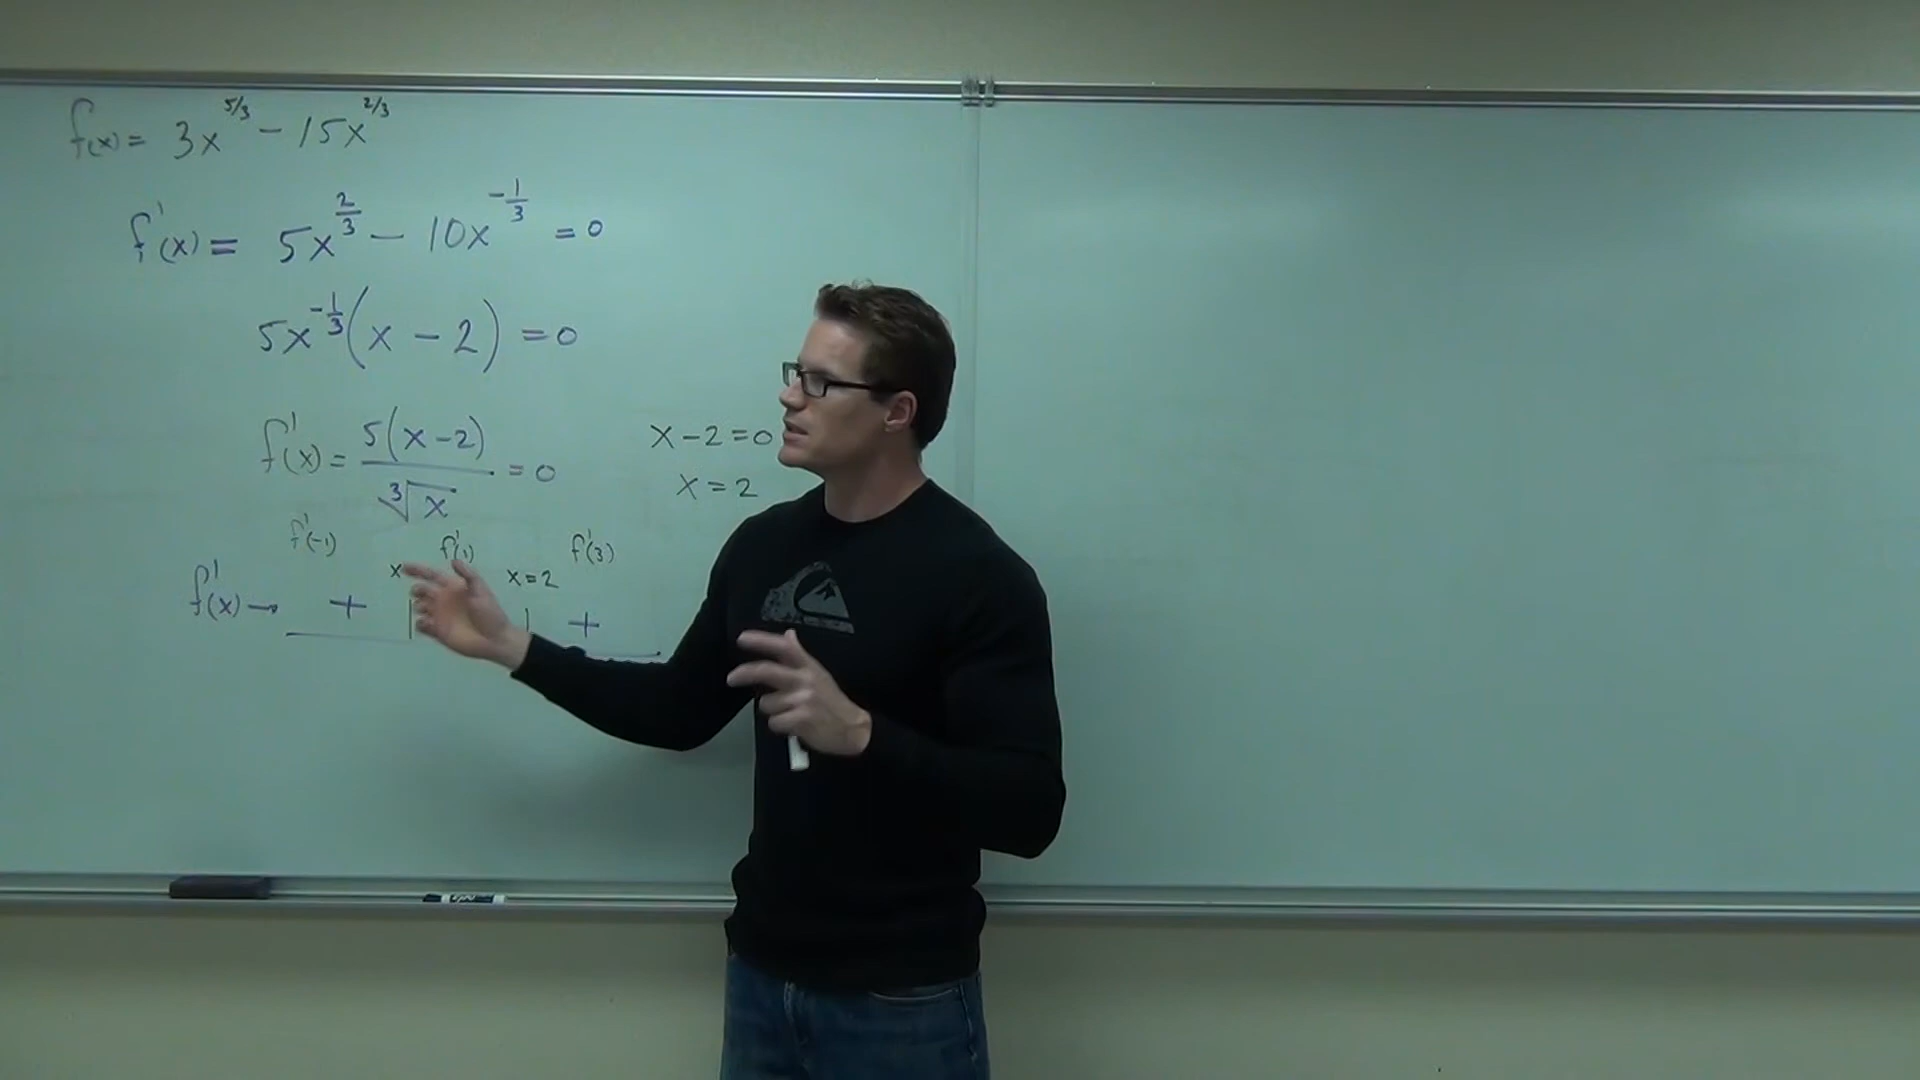 f(x) = 3x^{5/3} - 15x^{2/3}
f'(x) = 5x^{2/3} - 10x^{-1/3} = 0
5x^{-1/3}(x - 2) = 0
f'(x) = 5(x-2)/∛x = 0
x-2=0
x=2
f'(-1) f'(1) f'(3)
x x=2
f'(x) → + +